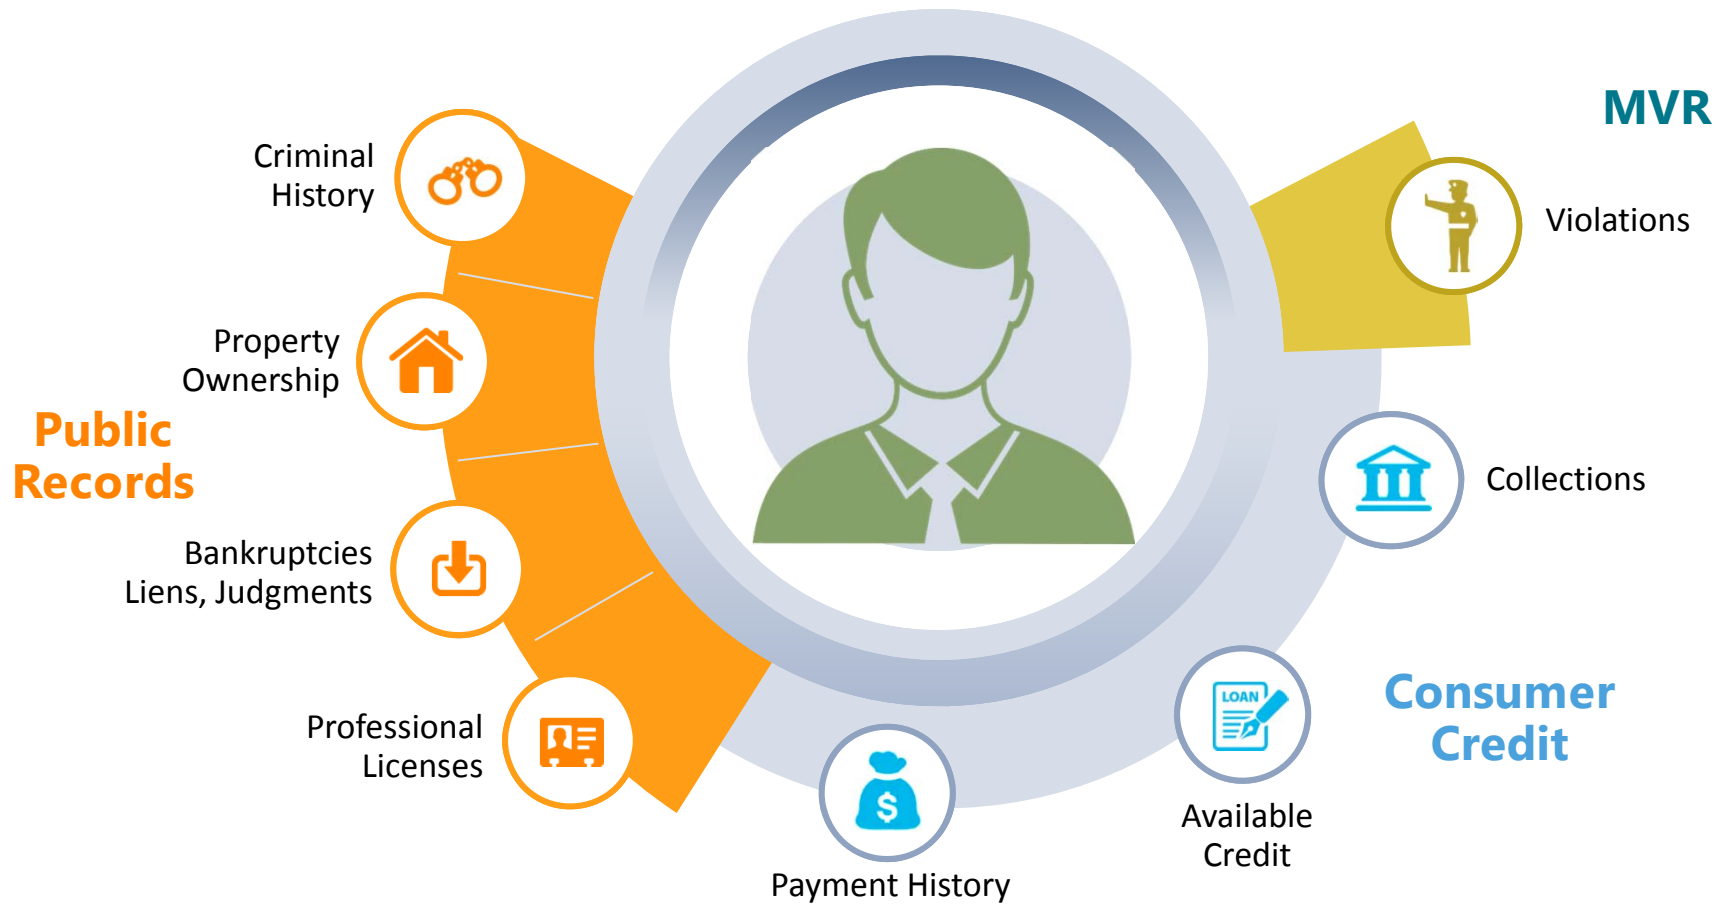 MVR
Criminal
History
Violations
Property
Ownership
Public
Records
Collections
Bankruptcies
Liens, Judgments
LOAN
Consumer
Credit
Professional
Licenses
$
Available
Credit
Payment History